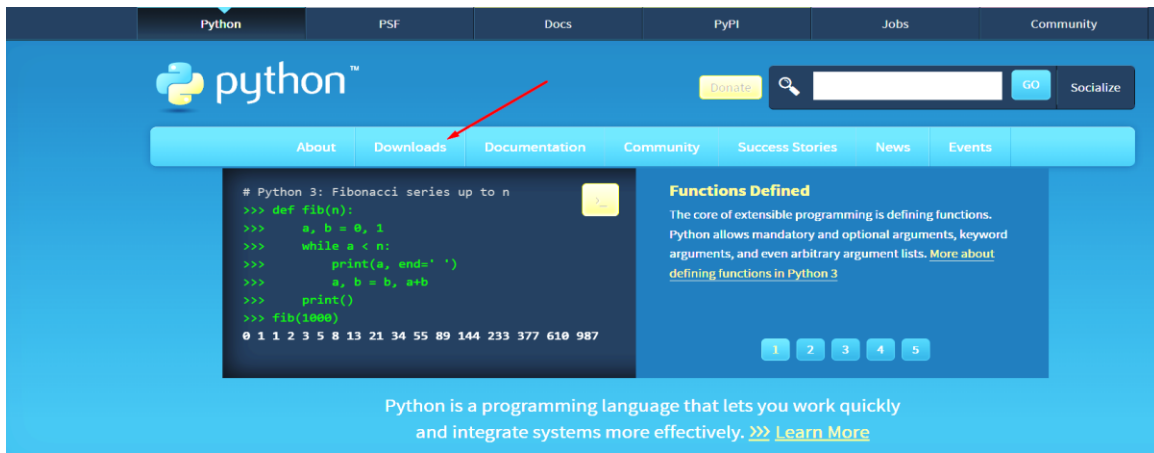 Python PSF Docs PyPI Jobs Community
python™
Donate GO Socialize
About Downloads Documentation Community Success Stories News Events
# Python 3: Fibonacci series up to n
>>> def fib(n):
>>>     a, b = 0, 1
>>>     while a < n:
>>>         print(a, end=' ')
>>>         a, b = b, a+b
>>>     print()
>>> fib(1000)
0 1 1 2 3 5 8 13 21 34 55 89 144 233 377 610 987
>_
Functions Defined
The core of extensible programming is defining functions.
Python allows mandatory and optional arguments, keyword
arguments, and even arbitrary argument lists. More about
defining functions in Python 3
1 2 3 4 5
Python is a programming language that lets you work quickly
and integrate systems more effectively. >>> Learn More